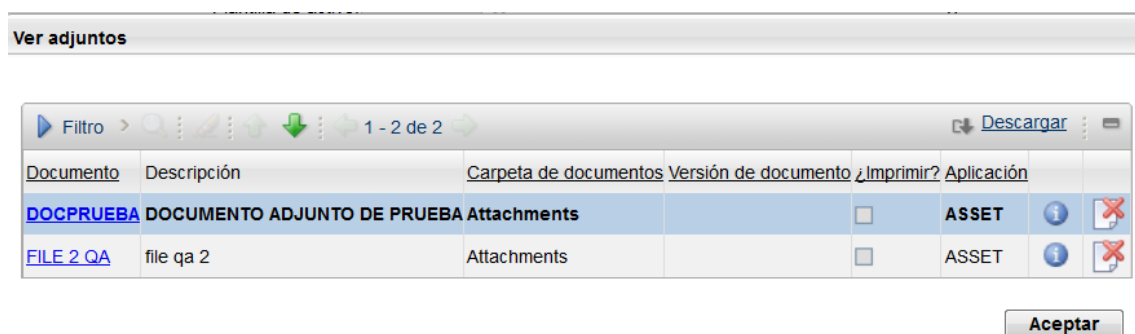 Ver adjuntos
Filtro 1 - 2 de 2 Descargar
Documento Descripción Carpeta de documentos Versión de documento ¿Imprimir? Aplicación
DOCPRUEBA DOCUMENTO ADJUNTO DE PRUEBA Attachments ASSET
FILE 2 QA file qa 2 Attachments ASSET
Aceptar